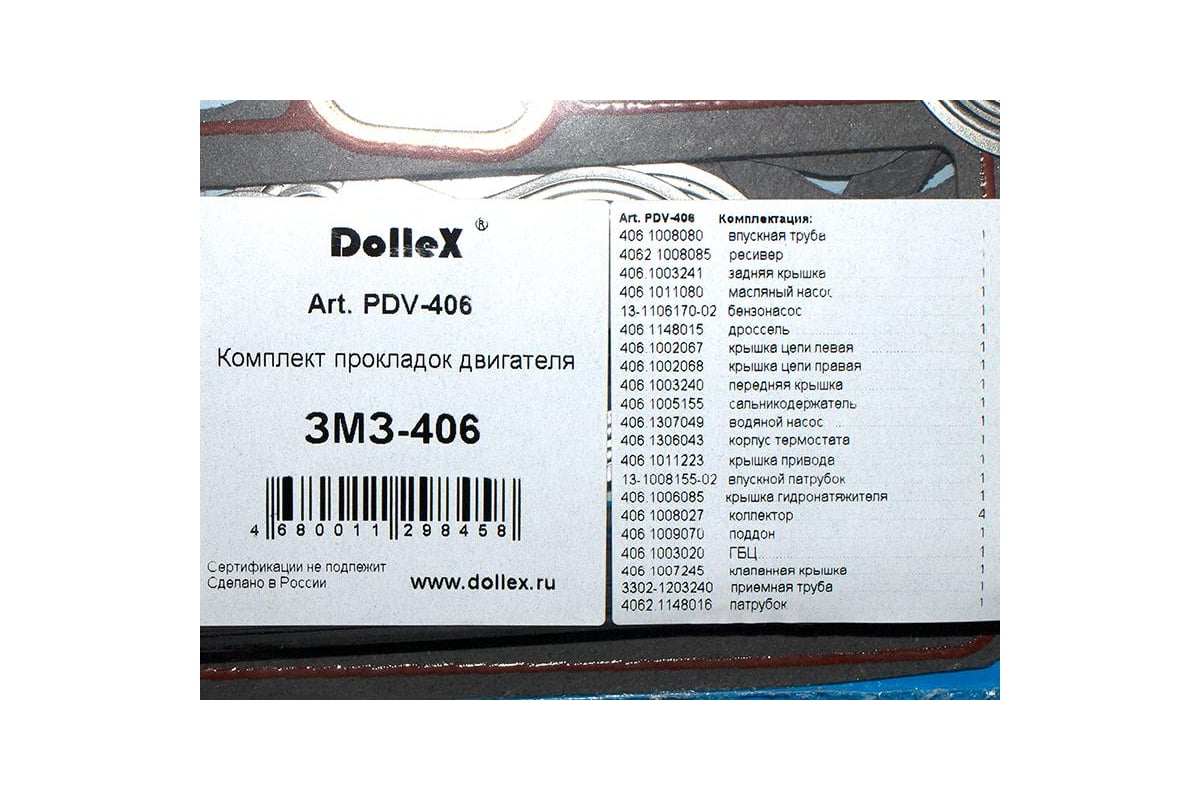 DolleX ®
Art. PDV-406
Комплект прокладок двигателя
ЗМЗ-406
4 680011 298458
Сертификации не подлежит
Сделано в России
www.dollex.ru
Art. PDV-406 Комплектация:
406 1008080 впускная труба 1
4062 1008085 ресивер 1
406.1003241 задняя крышка 1
406 1011080 масляный насос 1
13-1106170-02 бензонасос 1
406 1148015 дроссель 1
406.1002067 крышка цепи левая 1
406.1002068 крышка цепи правая 1
406 1003240 передняя крышка 1
406 1005155 сальникодержатель 1
406.1307049 водяной насос 1
406 1306043 корпус термостата 1
406 1011223 крышка привода 1
13-1008155-02 впускной патрубок 1
406.1006085 крышка гидронатяжителя 1
406 1008027 коллектор 4
406 1009070 поддон 1
406 1003020 ГБЦ 1
406 1007245 клапанная крышка 1
3302-1203240 приемная труба 1
4062.1148016 патрубок 1